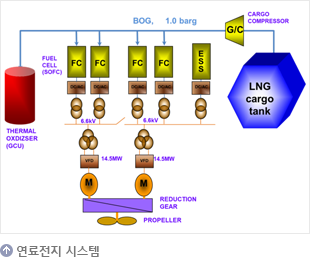 BOG, 1.0 barg
CARGO
COMPRESSOR
G/C
FUEL
CELL
(SOFC)
FC
FC
FC
FC
ESS
DC/AC
DC/AC
DC/AC
DC/AC
DC/AC
LNG
cargo
tank
THERMAL
OXDIZSER
(GCU)
6.6kV
6.6kV
VFD
14.5MW
VFD
14.5MW
M
M
REDUCTION
GEAR
PROPELLER
연료전지 시스템